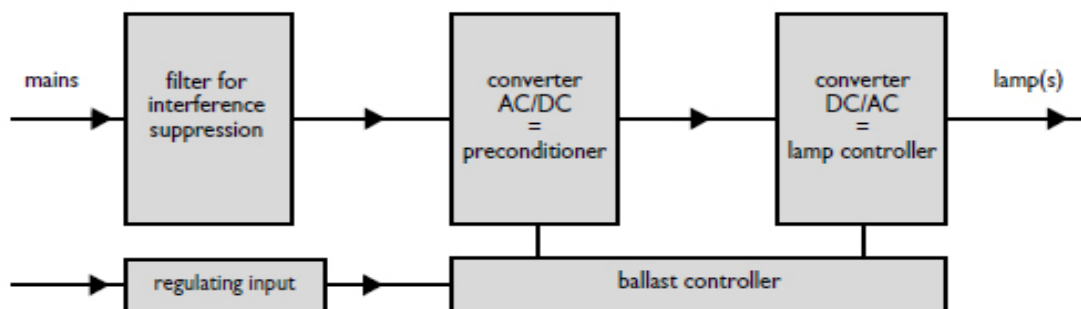 mains
filter for
interference
suppression
converter
AC/DC
=
preconditioner
converter
DC/AC
=
lamp controller
lamp(s)
regulating input
ballast controller